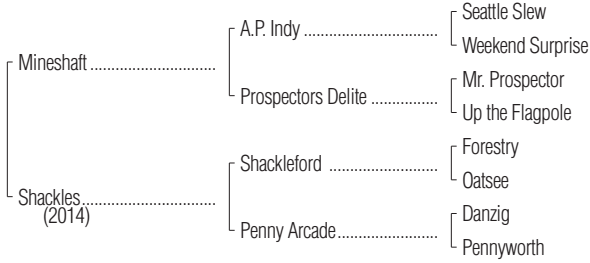 Seattle Slew
A.P. Indy ..............................
Weekend Surprise
Mineshaft ............................
Mr. Prospector
Prospectors Delite ...............
Up the Flagpole
Forestry
Shackleford ........................
Oatsee
Shackles..............................
(2014)
Danzig
Penny Arcade.......................
Pennyworth